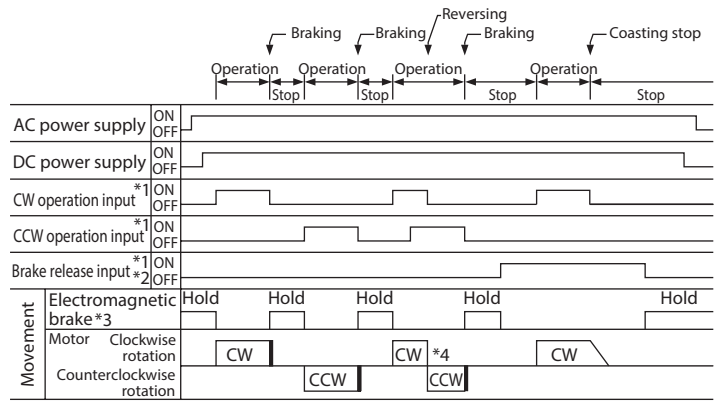 Reversing
Braking Braking Braking Coasting stop
Operation Operation Operation Operation
Stop Stop Stop Stop
AC power supply ON
OFF
DC power supply ON
OFF
CW operation input *1 ON
OFF
CCW operation input *1 ON
OFF
Brake release input *1 ON
*2 OFF
Movement
Electromagnetic brake*3
Hold Hold Hold Hold Hold
Motor Clockwise rotation
CW CW *4 CW
Counterclockwise rotation
CCW CCW